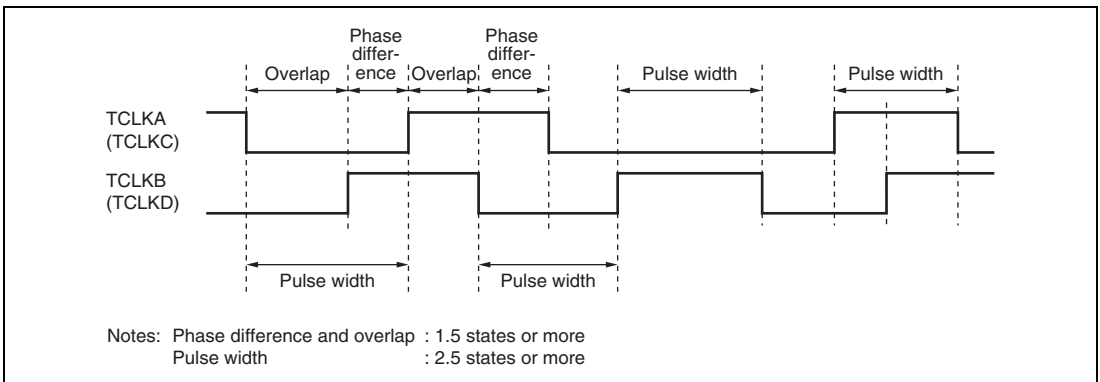 Phase
differ-
ence
Phase
differ-
ence
Overlap
Overlap
Pulse width
Pulse width
TCLKA
(TCLKC)
TCLKB
(TCLKD)
Pulse width
Pulse width
Notes: Phase difference and overlap : 1.5 states or more
Pulse width : 2.5 states or more